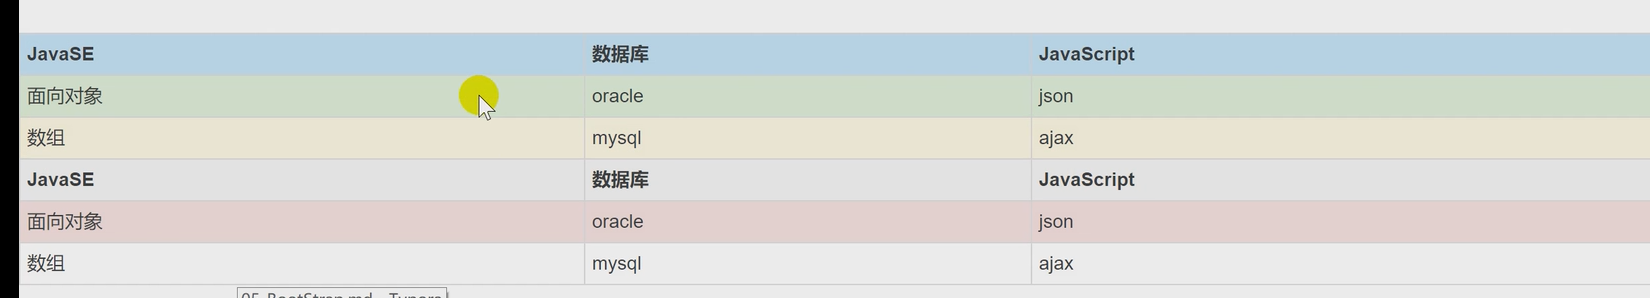 JavaSE 数据库 JavaScript
面向对象 oracle json
数组 mysql ajax
JavaSE 数据库 JavaScript
面向对象 oracle json
数组 mysql ajax
05-BootStrap.md - Typora